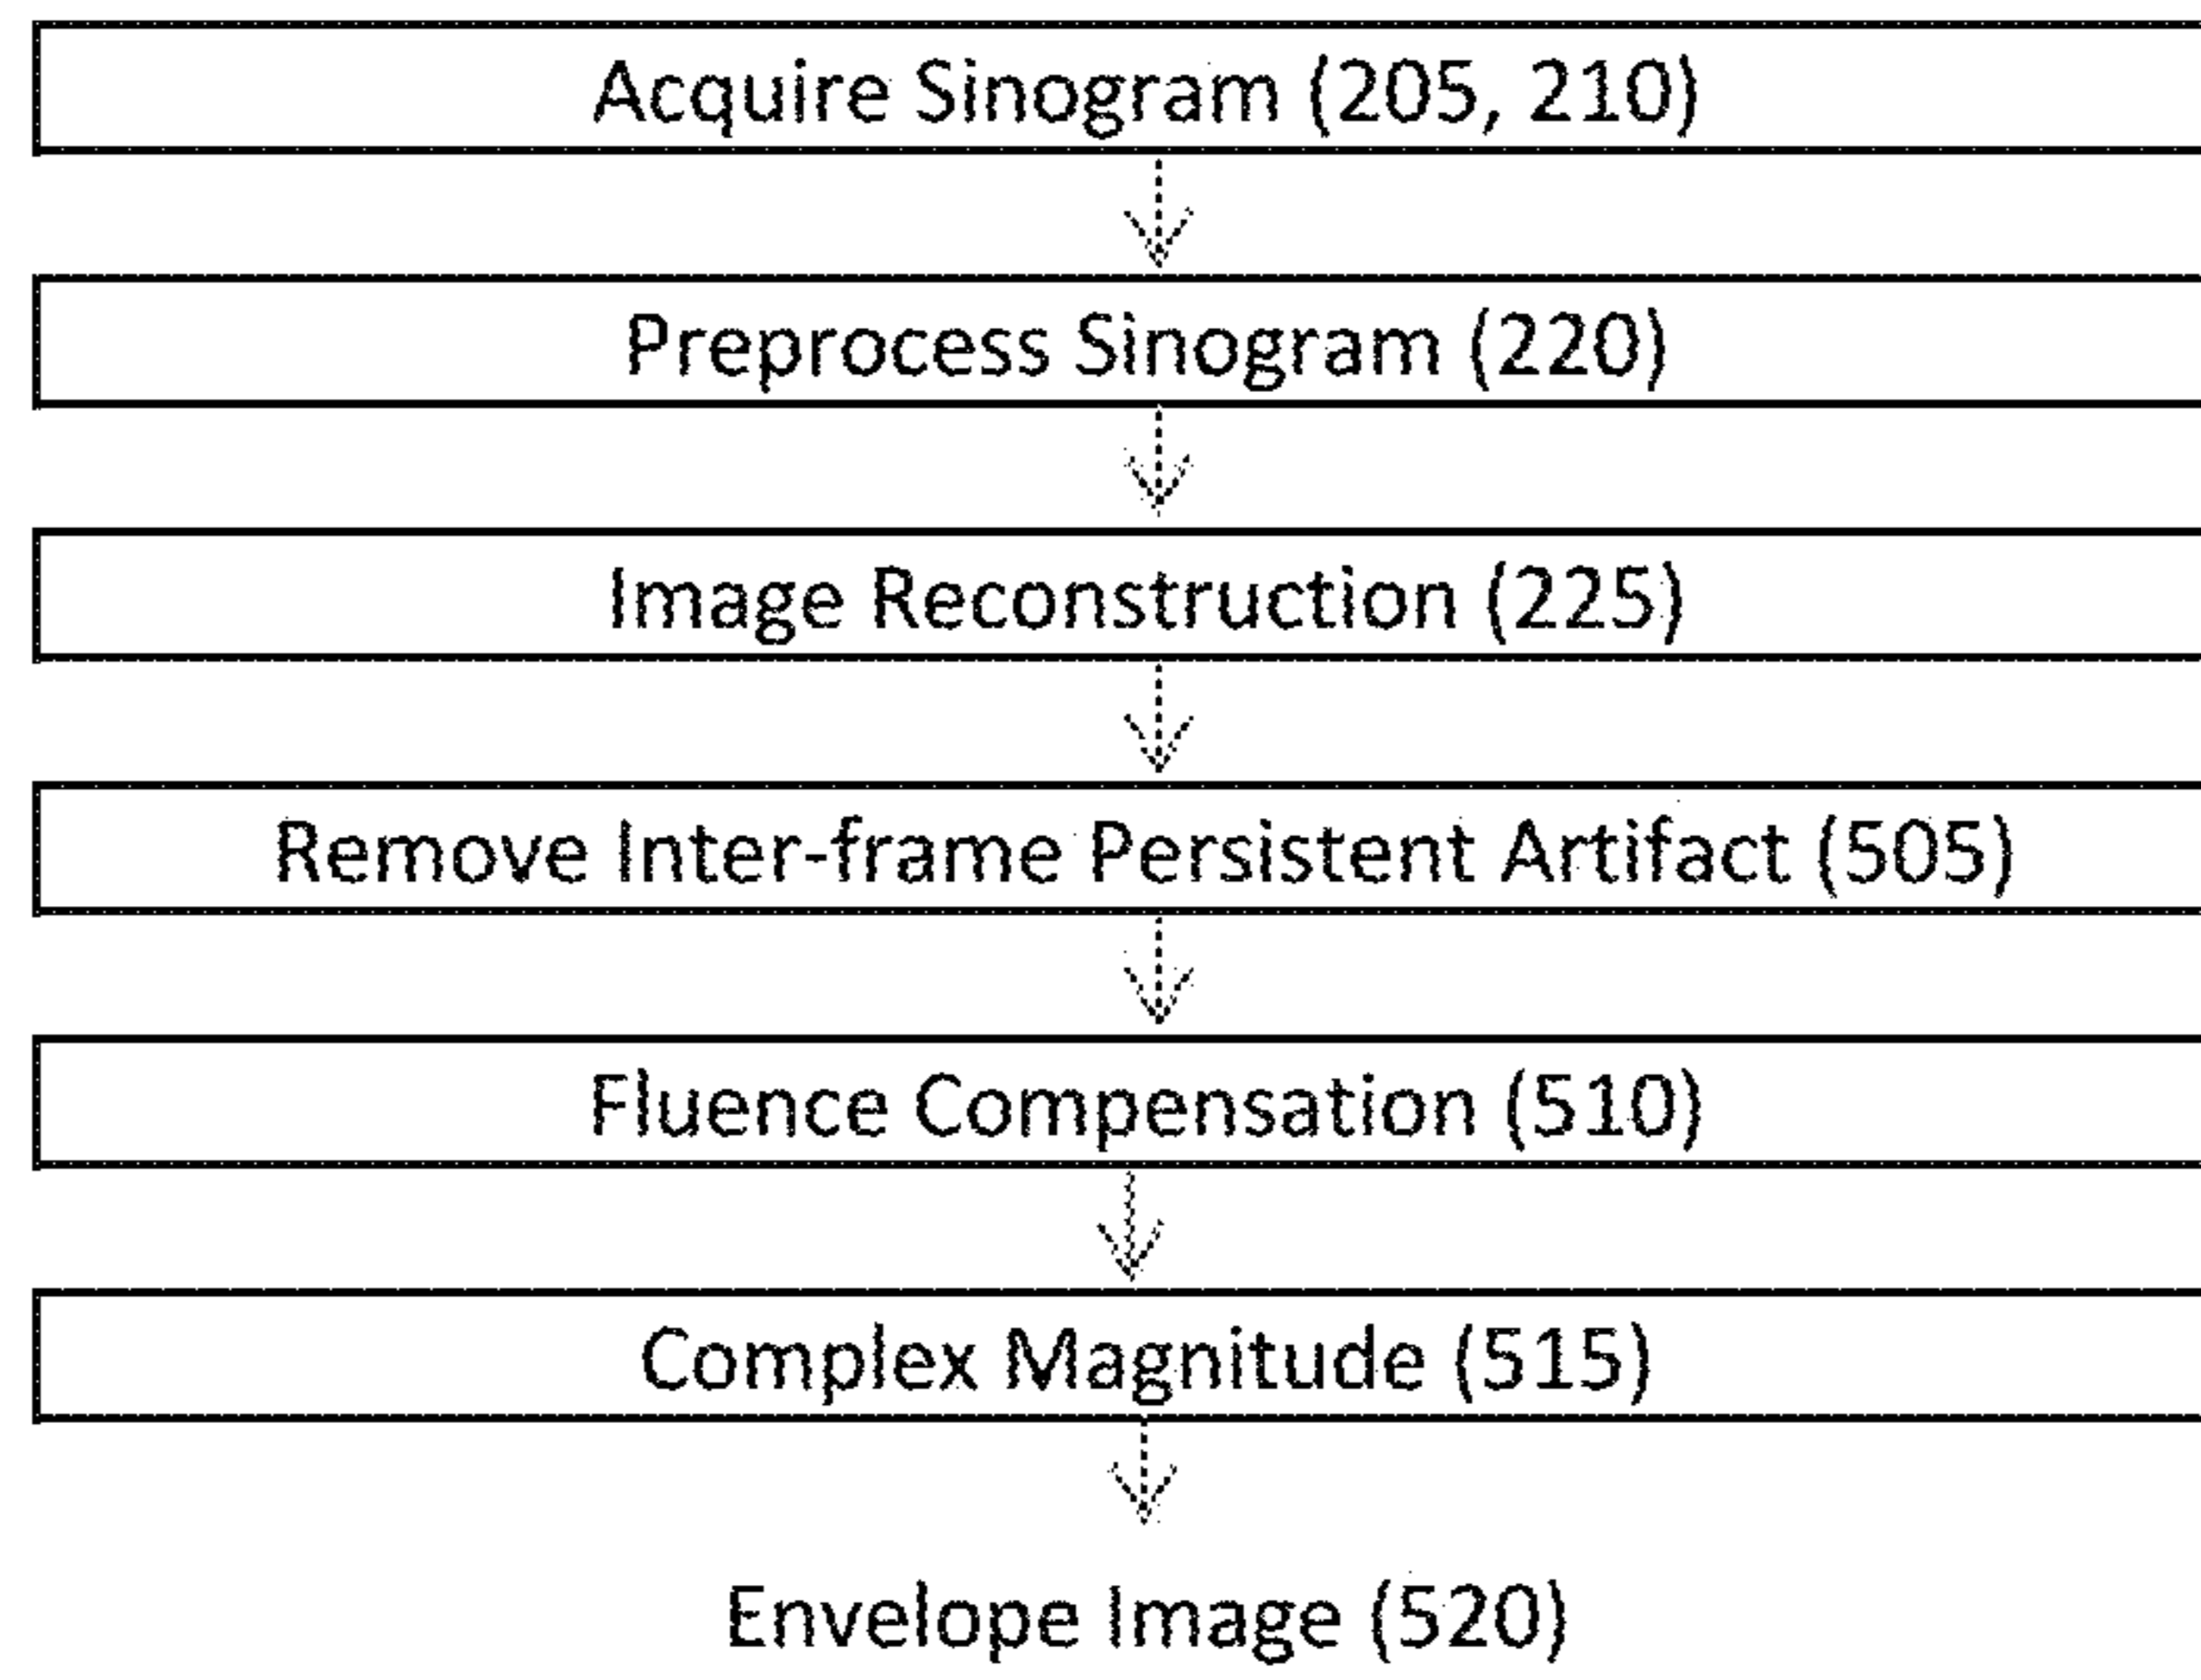 Acquire Sinogram (205, 210)
Preprocess Sinogram (220)
Image Reconstruction (225)
Remove Inter-frame Persistent Artifact (505)
Fluence Compensation (510)
Complex Magnitude (515)
Envelope Image (520)